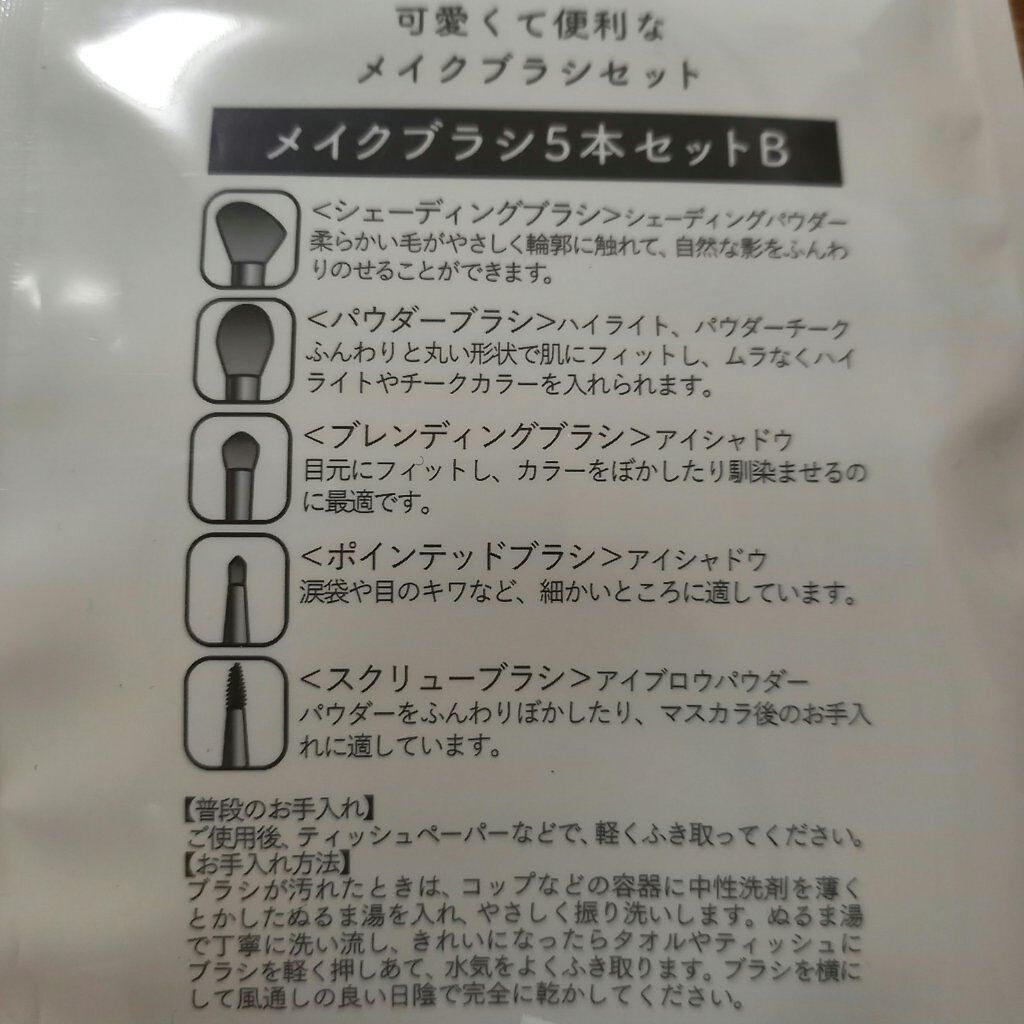 可愛くて便利な
メイクブラシセット
メイクブラシ5本セットB
<シェーディングブラシ>シェーディングパウダー
柔らかい毛がやさしく輪郭に触れて、自然な影をふんわ
りのせることができます。
<パウダーブラシ>ハイライト、パウダーチーク
ふんわりと丸い形状で肌にフィットし、ムラなくハイ
ライトやチークカラーを入れられます。
<ブレンディングブラシ>アイシャドウ
目元にフィットし、カラーをぼかしたり馴染ませるの
に最適です。
<ポインテッドブラシ>アイシャドウ
涙袋や目のキワなど、細かいところに適しています。
<スクリューブラシ>アイブロウパウダー
パウダーをふんわりぼかしたり、マスカラ後のお手入
れに適しています。
【普段のお手入れ】
ご使用後、ティッシュペーパーなどで、軽くふき取ってください。
【お手入れ方法】
ブラシが汚れたときは、コップなどの容器に中性洗剤を薄く
とかしたぬるま湯を入れ、やさしく振り洗いします。ぬるま湯
で丁寧に洗い流し、きれいになったらタオルやティッシュに
ブラシを軽く押しあて、水気をよくふき取ります。ブラシを横に
して風通しの良い日陰で完全に乾かしてください。